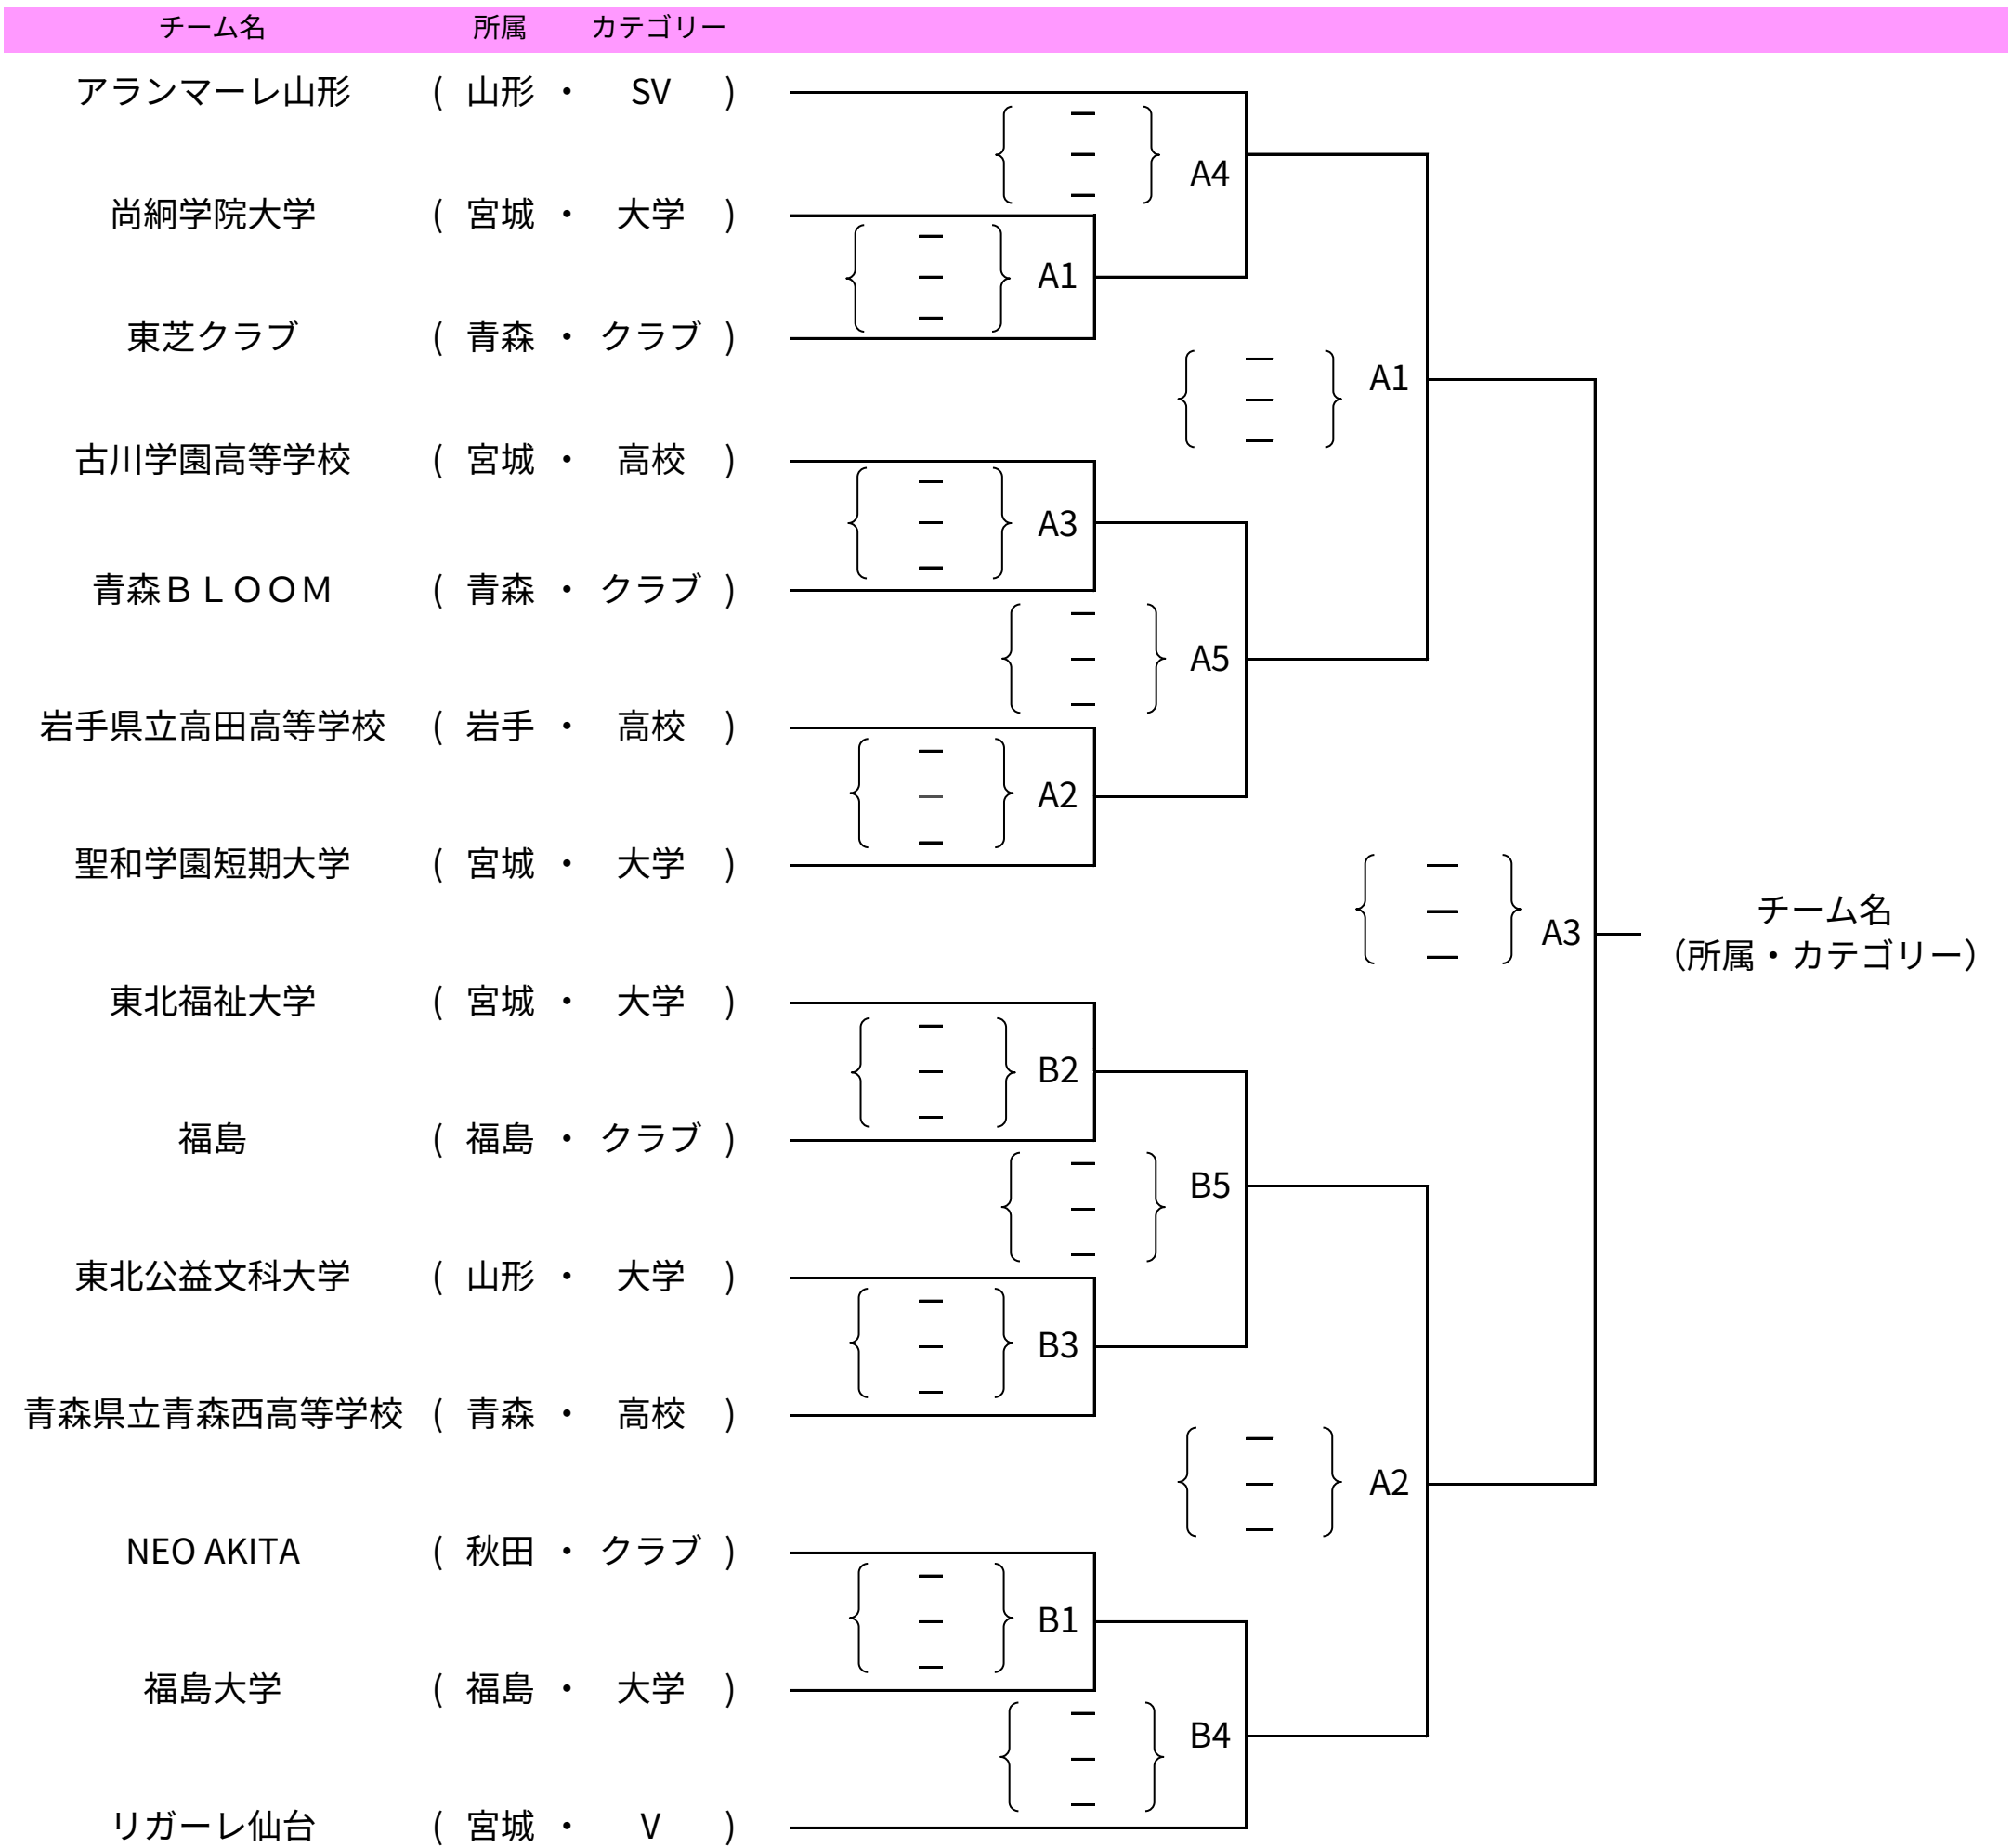 チーム名 所属 カテゴリー
アランマーレ山形 ( 山形 ・ SV )
A4
尚絅学院大学 ( 宮城 ・ 大学 )
A1
東芝クラブ ( 青森 ・ クラブ )
A1
古川学園高等学校 ( 宮城 ・ 高校 )
A3
青森ＢＬＯＯＭ ( 青森 ・ クラブ )
A5
岩手県立高田高等学校 ( 岩手 ・ 高校 )
A2
聖和学園短期大学 ( 宮城 ・ 大学 )
チーム名
A3
（所属・カテゴリー）
東北福祉大学 ( 宮城 ・ 大学 )
B2
福島 ( 福島 ・ クラブ )
B5
東北公益文科大学 ( 山形 ・ 大学 )
B3
青森県立青森西高等学校 ( 青森 ・ 高校 )
A2
NEO AKITA ( 秋田 ・ クラブ )
B1
福島大学 ( 福島 ・ 大学 )
B4
リガーレ仙台 ( 宮城 ・ V )